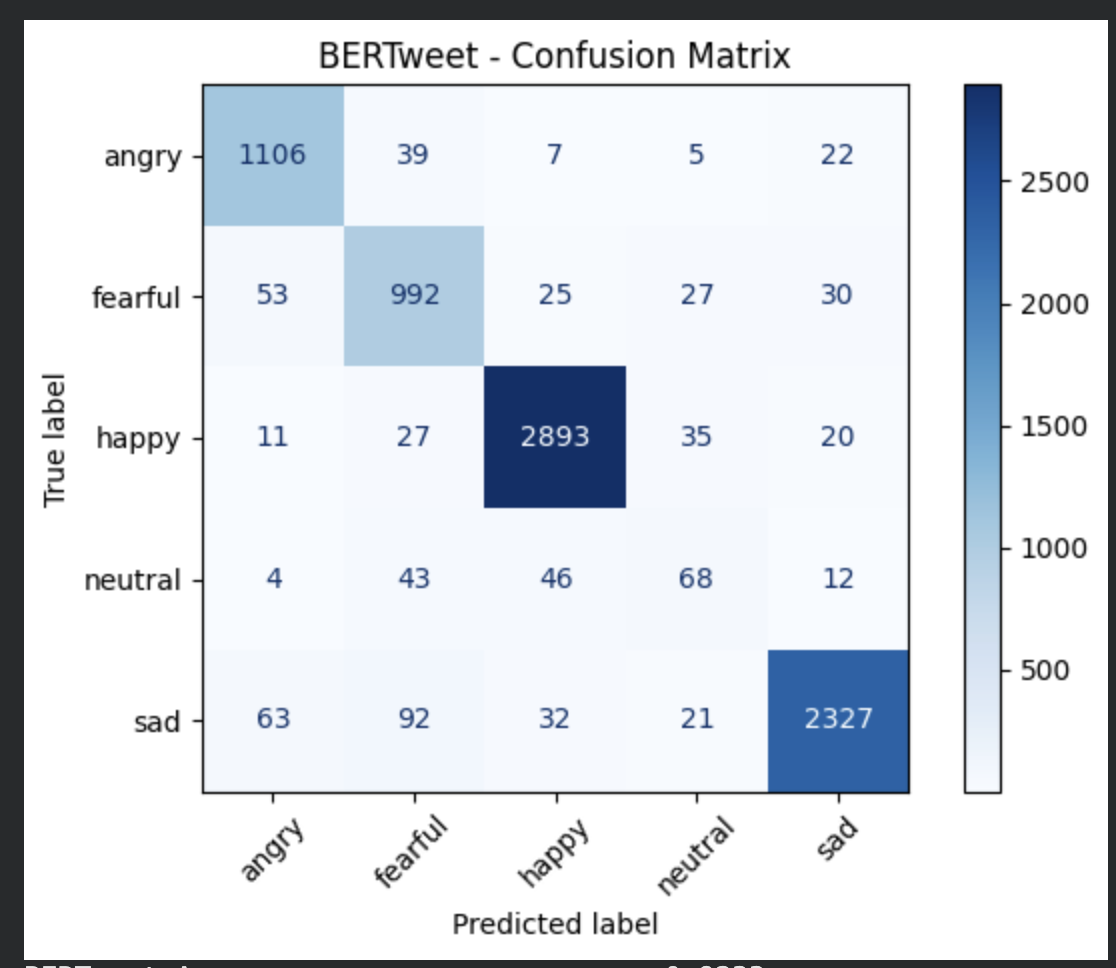 BERTweet - Confusion Matrix
angry 1106 39 7 5 22
fearful 53 992 25 27 30
happy 11 27 2893 35 20
neutral 4 43 46 68 12
sad 63 92 32 21 2327
angry fearful happy neutral sad
Predicted label
True label
2500
2000
1500
1000
500